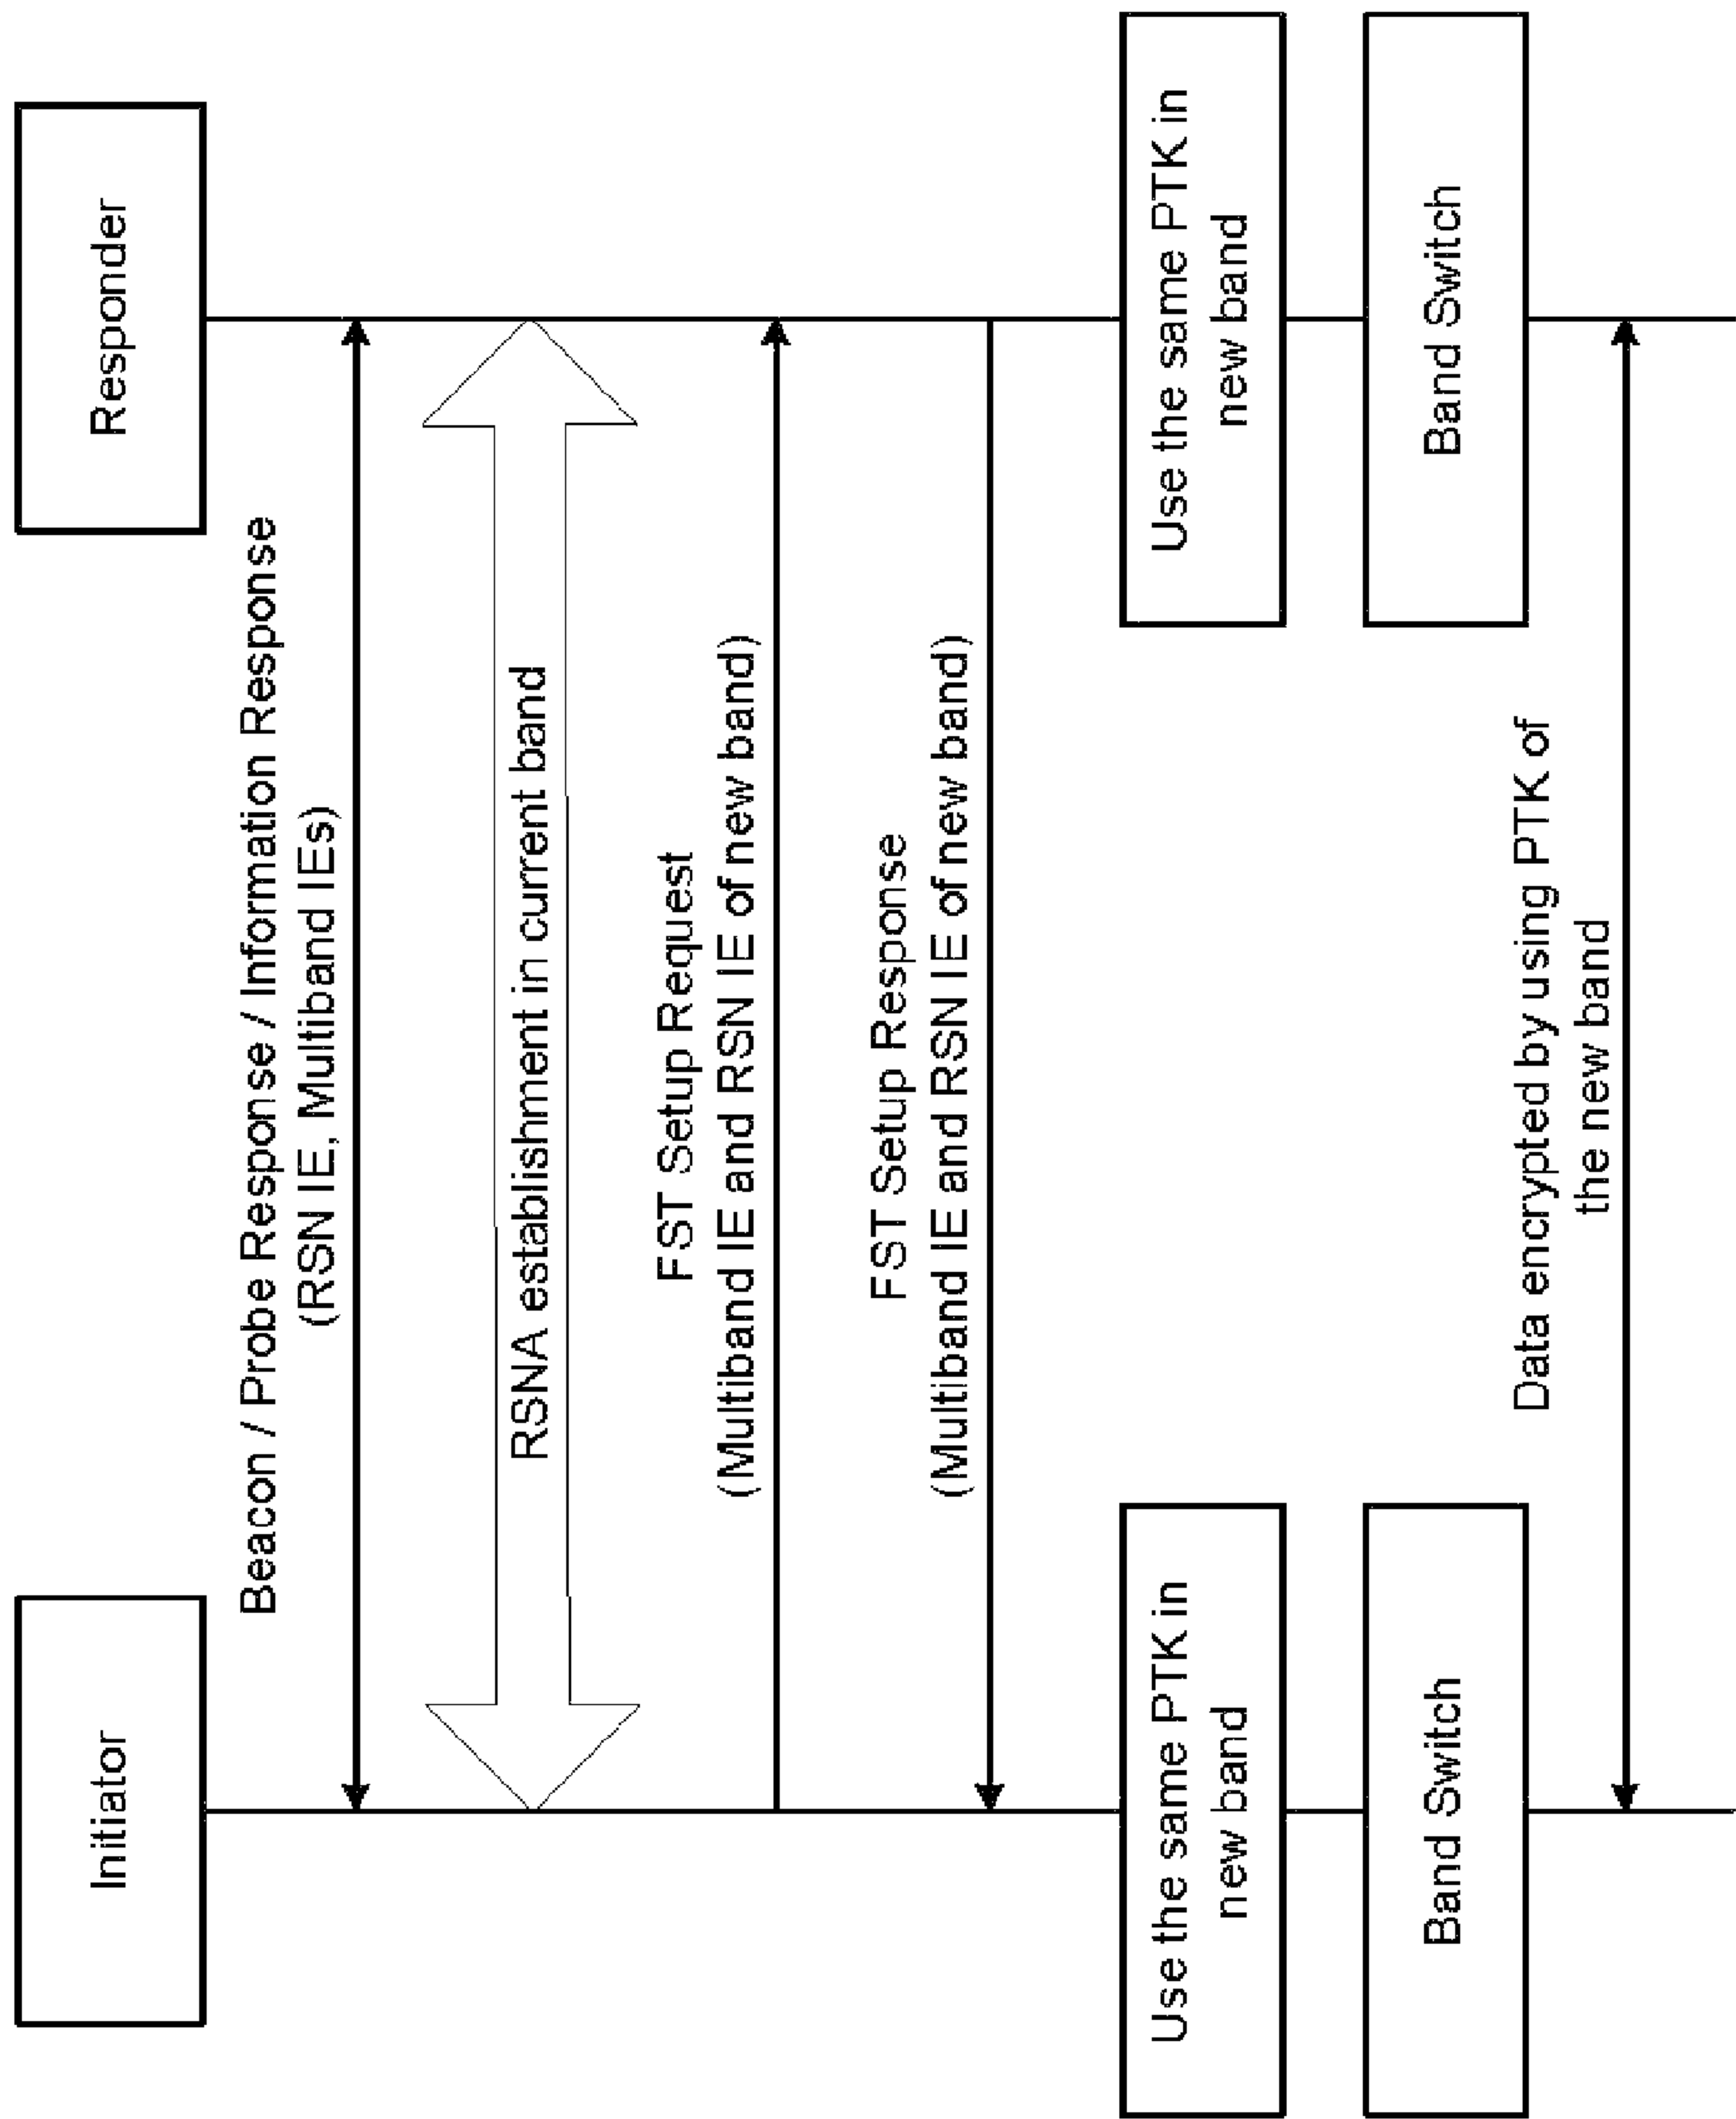 Initiator
Responder
Beacon / Probe Response / Information Response
(RSN IE, Multiband IEs)
RSNA establishment in current band
FST Setup Request
(Multiband IE and RSN IE of new band)
FST Setup Response
(Multiband IE and RSN IE of new band)
Use the same PTK in
new band
Use the same PTK in
new band
Band Switch
Band Switch
Data encrypted by using PTK of
the new band